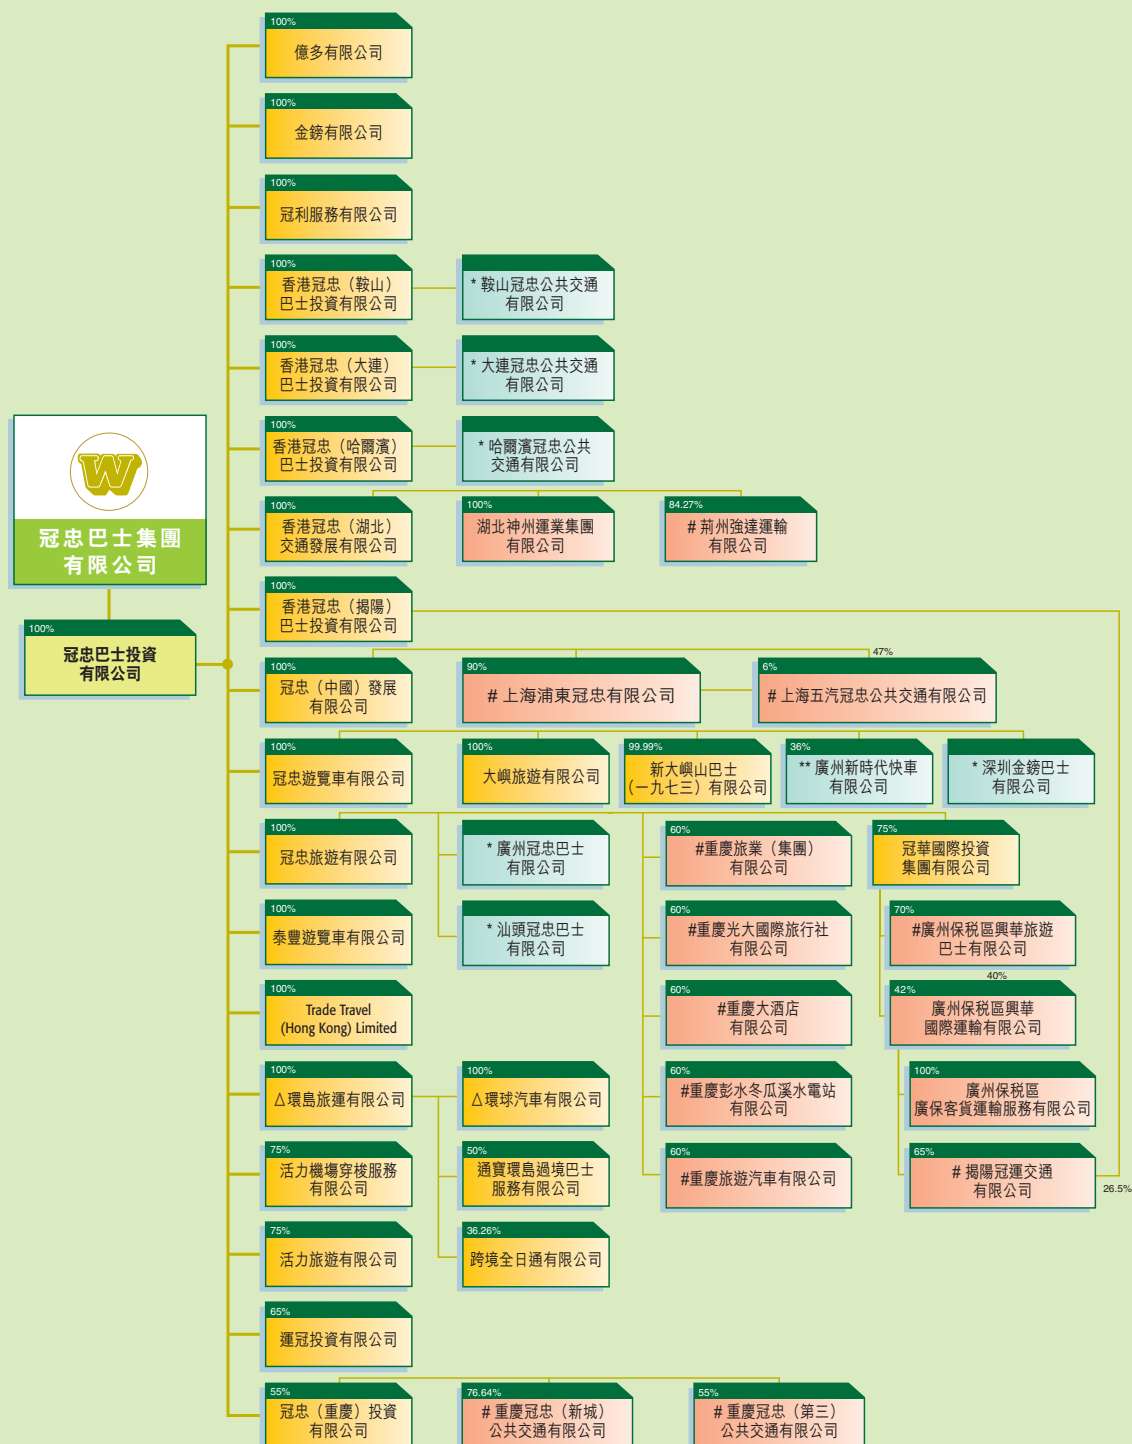 100%
億多有限公司
100%
金鎊有限公司
100%
冠利服務有限公司
100%
香港冠忠（鞍山）
巴士投資有限公司
* 鞍山冠忠公共交通
有限公司
100%
香港冠忠（大連）
巴士投資有限公司
* 大連冠忠公共交通
有限公司
100%
香港冠忠（哈爾濱）
巴士投資有限公司
* 哈爾濱冠忠公共
交通有限公司
W
冠忠巴士集團
有限公司
100%
冠忠巴士投資
有限公司
100%
香港冠忠（湖北）
交通發展有限公司
100%
湖北神州運業集團
有限公司
84.27%
# 荊州強達運輸
有限公司
100%
香港冠忠（揭陽）
巴士投資有限公司
100%
冠忠（中國）發展
有限公司
90%
# 上海浦東冠忠有限公司
47%
6%
# 上海五汽冠忠公共交通有限公司
100%
冠忠遊覽車有限公司
100%
大嶼旅遊有限公司
99.99%
新大嶼山巴士
（一九七三）有限公司
36%
** 廣州新時代快車
有限公司
* 深圳金鎊巴士
有限公司
100%
冠忠旅遊有限公司
* 廣州冠忠巴士
有限公司
60%
#重慶旅業（集團）
有限公司
75%
冠華國際投資
集團有限公司
100%
泰豐遊覽車有限公司
* 汕頭冠忠巴士
有限公司
60%
#重慶光大國際旅行社
有限公司
70%
#廣州保稅區興華旅遊
巴士有限公司
100%
Trade Travel
(Hong Kong) Limited
60%
#重慶大酒店
有限公司
40%
42%
廣州保稅區興華
國際運輸有限公司
100%
△環島旅運有限公司
100%
△環球汽車有限公司
60%
#重慶彭水冬瓜溪水電站
有限公司
100%
廣州保稅區
廣保客貨運輸服務有限公司
75%
活力機場穿梭服務
有限公司
50%
通寶環島過境巴士
服務有限公司
60%
#重慶旅遊汽車有限公司
65%
# 揭陽冠運交通
有限公司
26.5%
75%
活力旅遊有限公司
36.26%
跨境全日通有限公司
65%
運冠投資有限公司
55%
冠忠（重慶）投資
有限公司
76.64%
# 重慶冠忠（新城）
公共交通有限公司
55%
# 重慶冠忠（第三）
公共交通有限公司